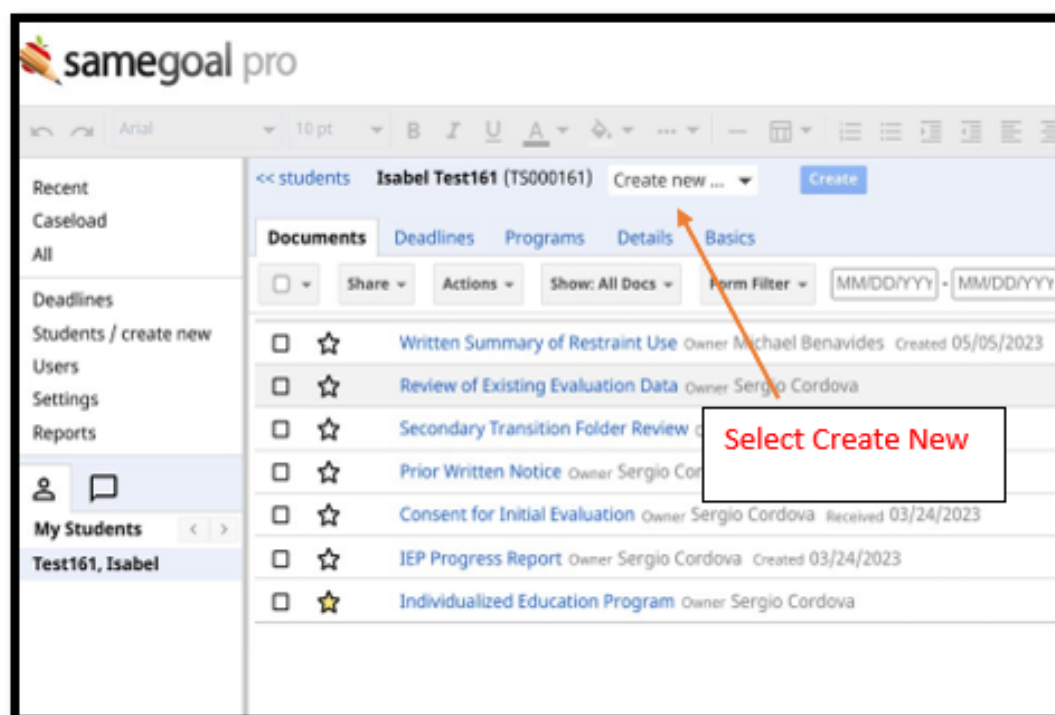 samegoal pro
Arial 10 pt B I U A
Recent
Caseload
All
Deadlines
Students / create new
Users
Settings
Reports
My Students < >
Test161, Isabel
<< students Isabel Test161 (TS000161) Create new ... Create
Documents Deadlines Programs Details Basics
Share Actions Show: All Docs Form Filter MM/DD/YYYY - MM/DD/YYYY
Written Summary of Restraint Use Owner Michael Benavides Created 05/05/2023
Review of Existing Evaluation Data Owner Sergio Cordova
Secondary Transition Folder Review
Prior Written Notice Owner Sergio Cor
Consent for Initial Evaluation Owner Sergio Cordova Received 03/24/2023
IEP Progress Report Owner Sergio Cordova Created 03/24/2023
Individualized Education Program Owner Sergio Cordova
Select Create New